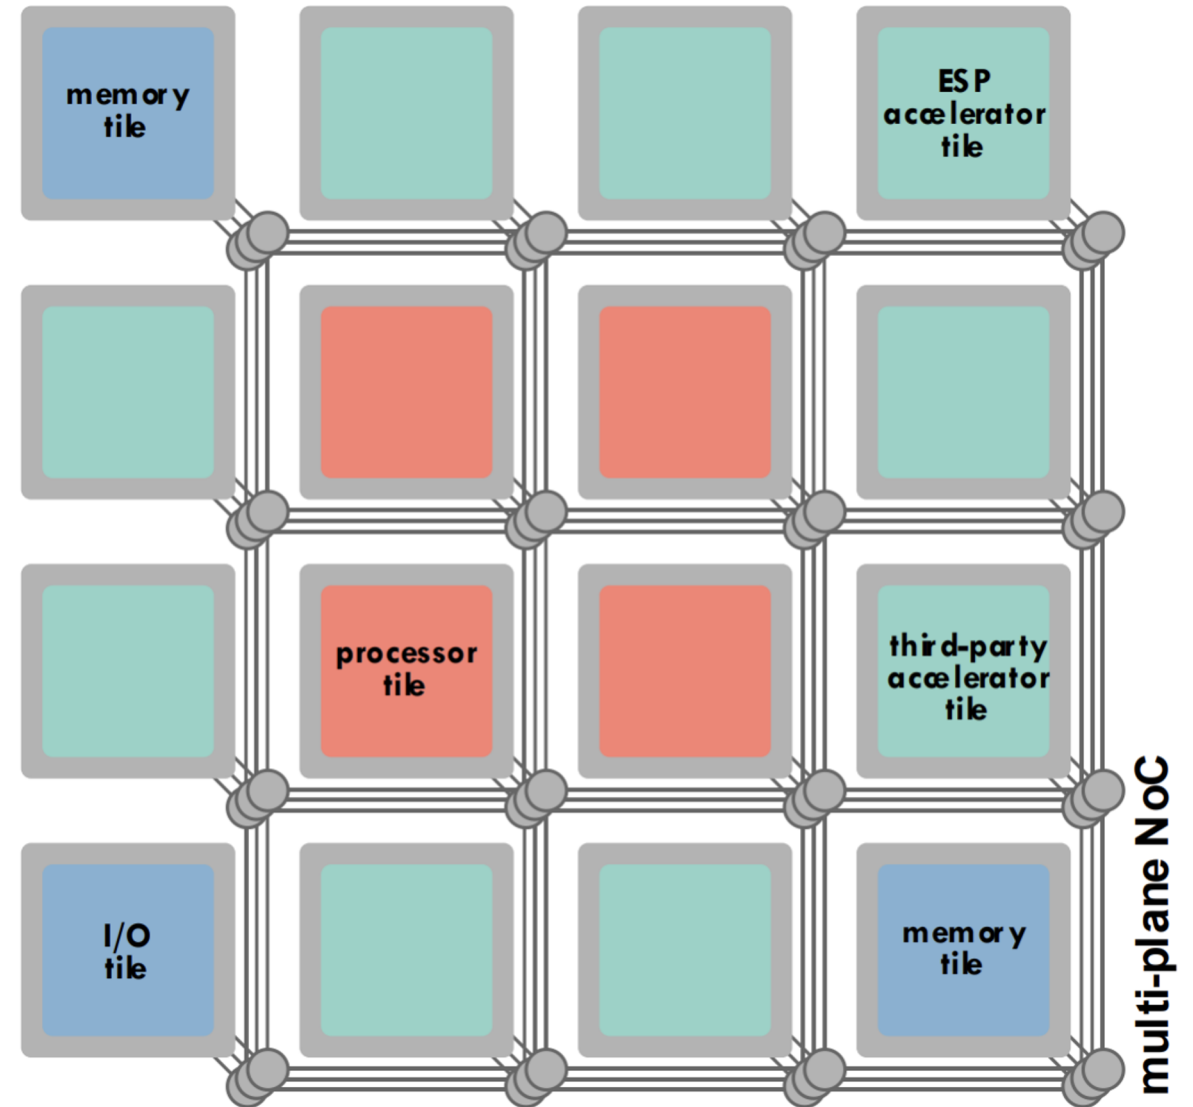 memory
tile
ESP
accelerator
tile
processor
tile
third-party
accelerator
tile
I/O
tile
memory
tile
multi-plane NoC